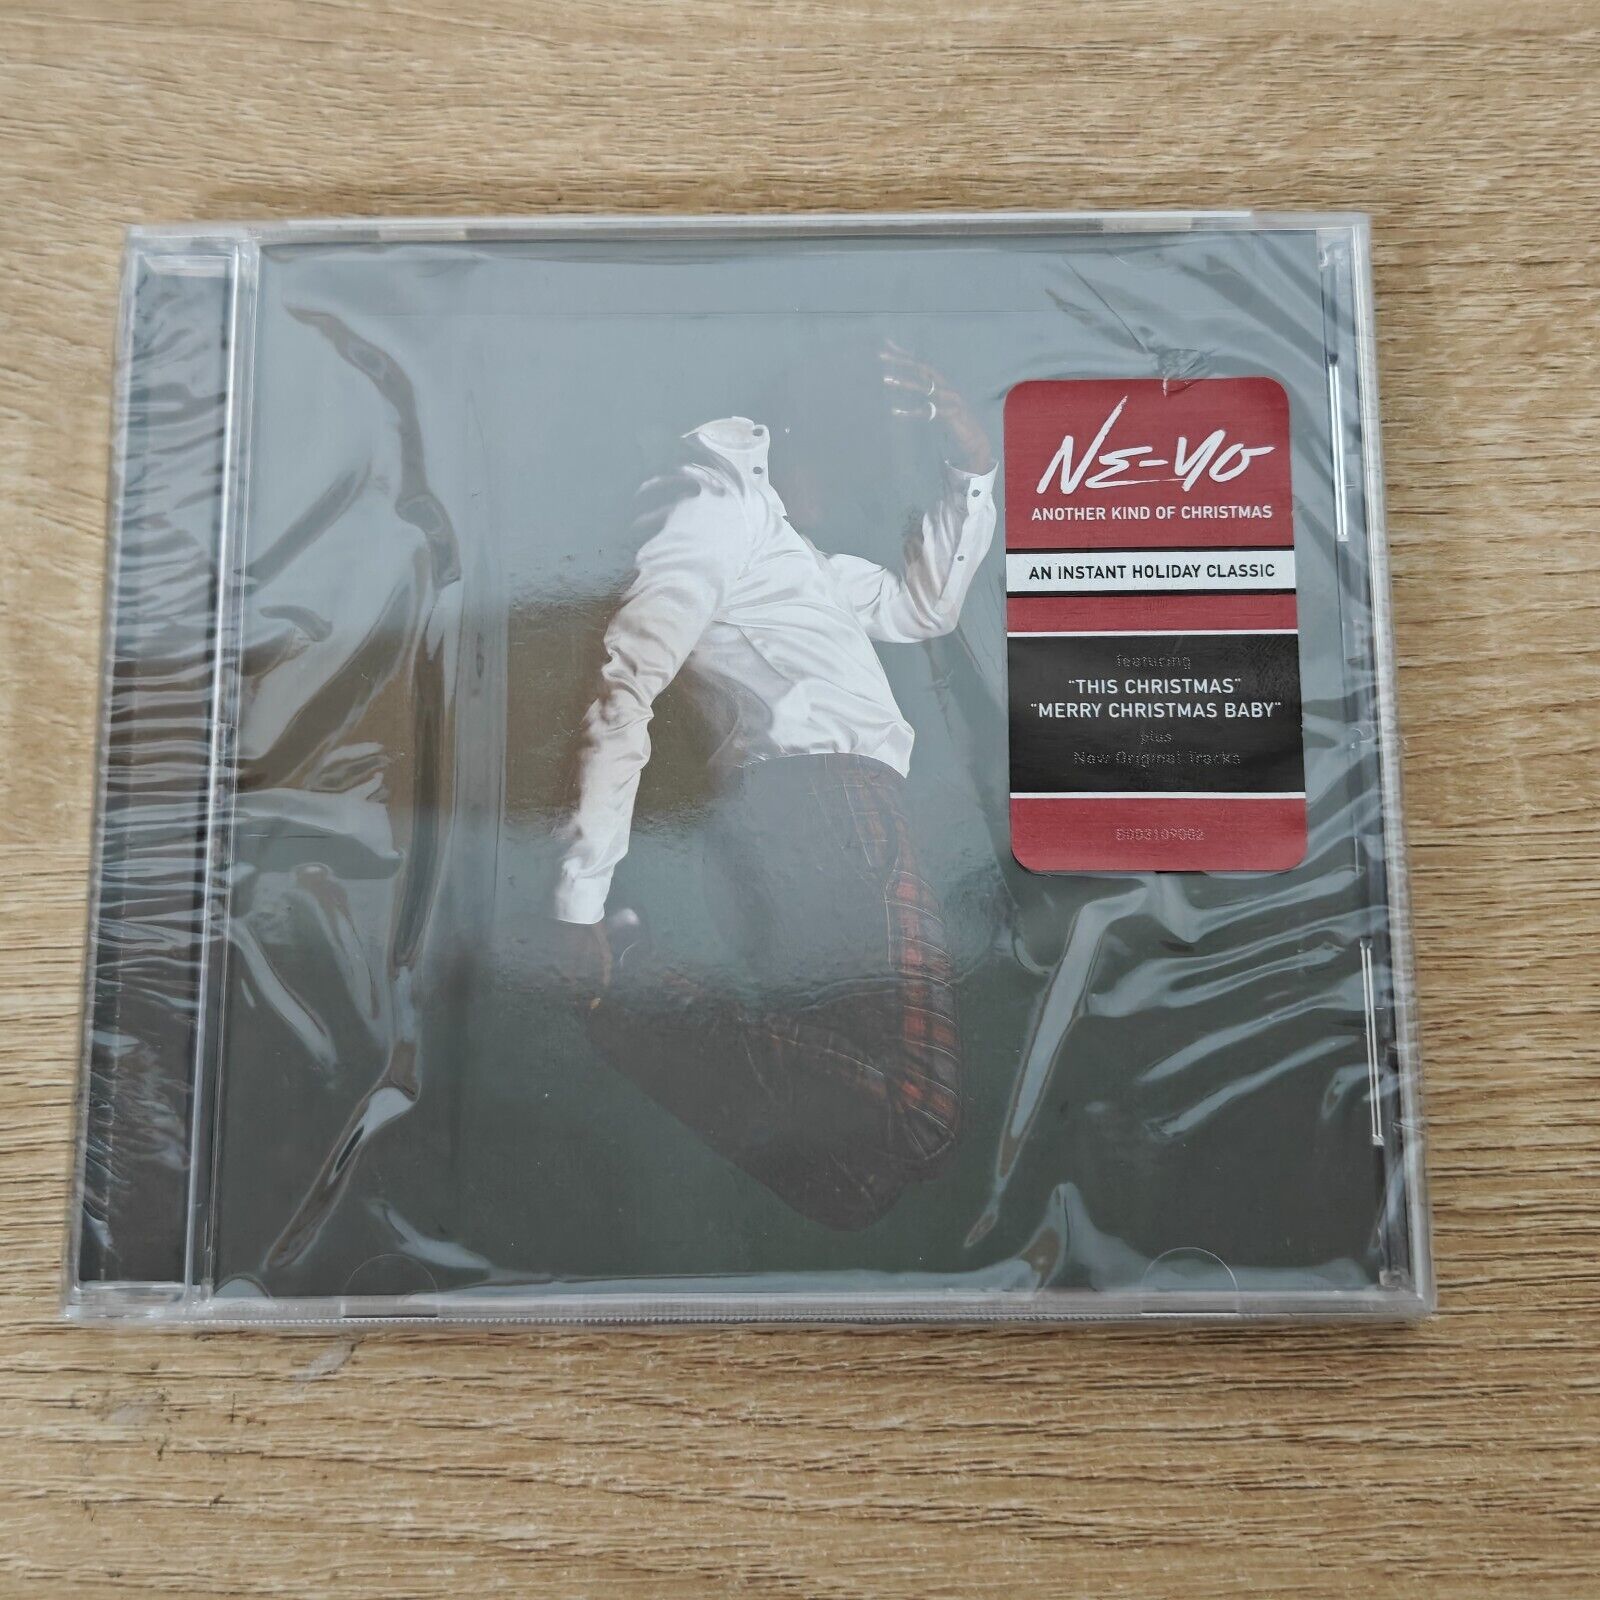 NE-YO
ANOTHER KIND OF CHRISTMAS
AN INSTANT HOLIDAY CLASSIC
featuring
"THIS CHRISTMAS"
"MERRY CHRISTMAS BABY"
plus
New Original Tracks
B003109002